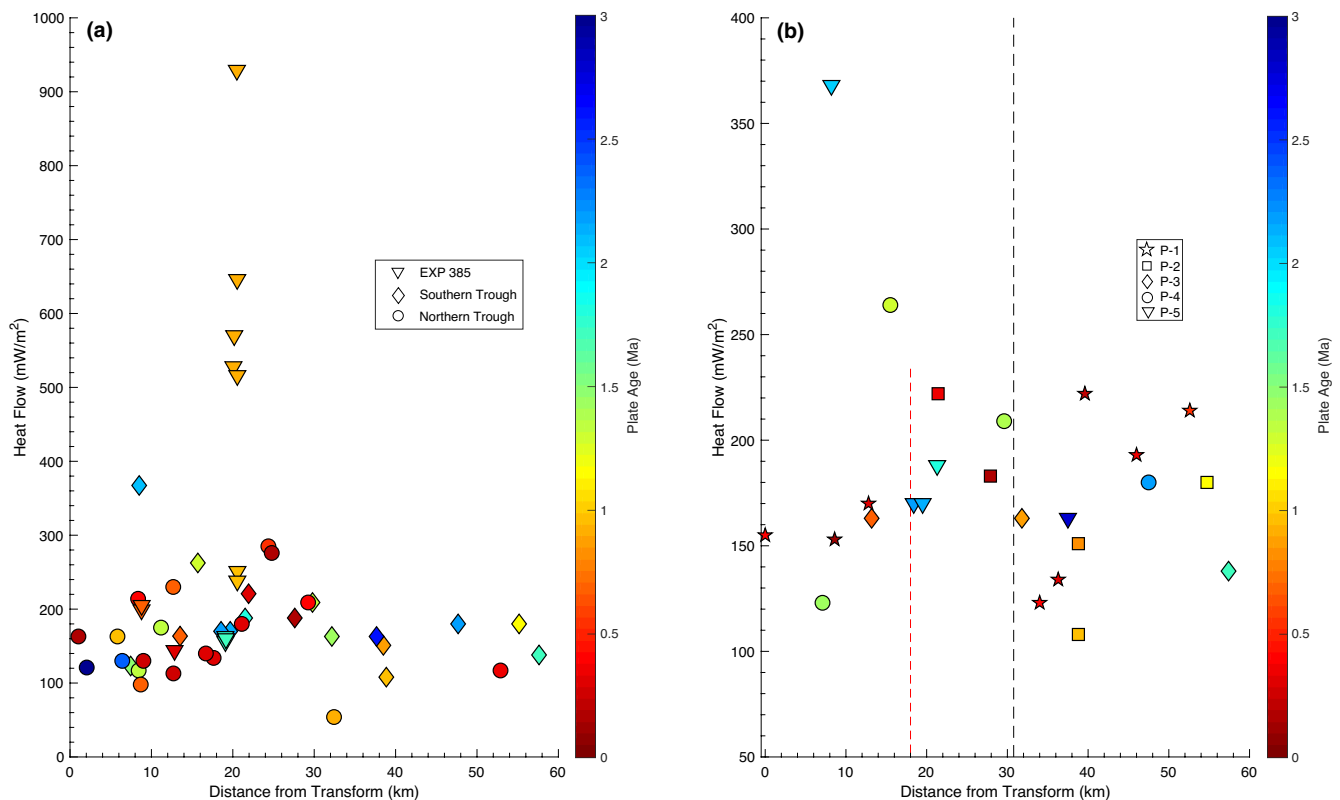 (a)
1000
900
800
700
600
500
400
300
200
100
0
Heat Flow (mW/m²)
0 10 20 30 40 50 60
Distance from Transform (km)
EXP 385
Southern Trough
Northern Trough
3
2.5
2
1.5
1
0.5
0
Plate Age (Ma)
(b)
400
350
300
250
200
150
100
50
Heat Flow (mW/m²)
0 10 20 30 40 50 60
Distance from Transform (km)
P-1
P-2
P-3
P-4
P-5
3
2.5
2
1.5
1
0.5
0
Plate Age (Ma)